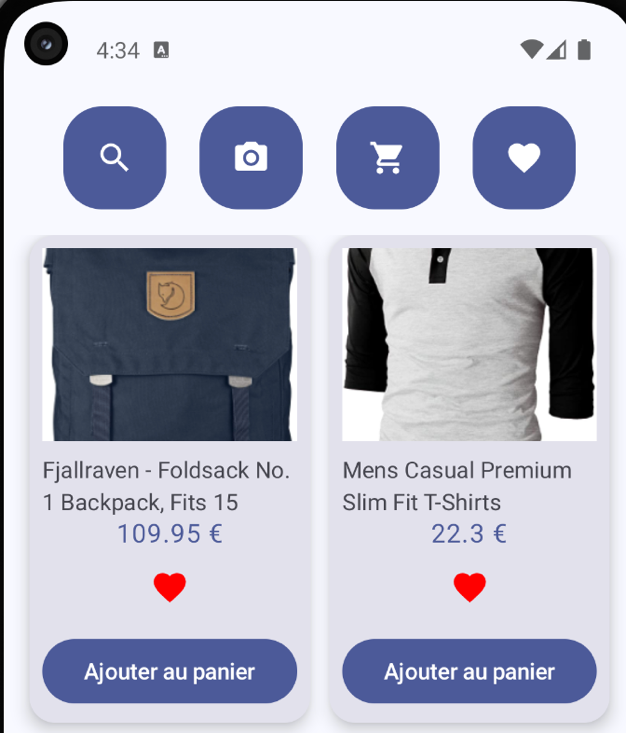 4:34 A
Fjallraven - Foldsack No.
1 Backpack, Fits 15
109.95 €
Ajouter au panier
Mens Casual Premium
Slim Fit T-Shirts
22.3 €
Ajouter au panier